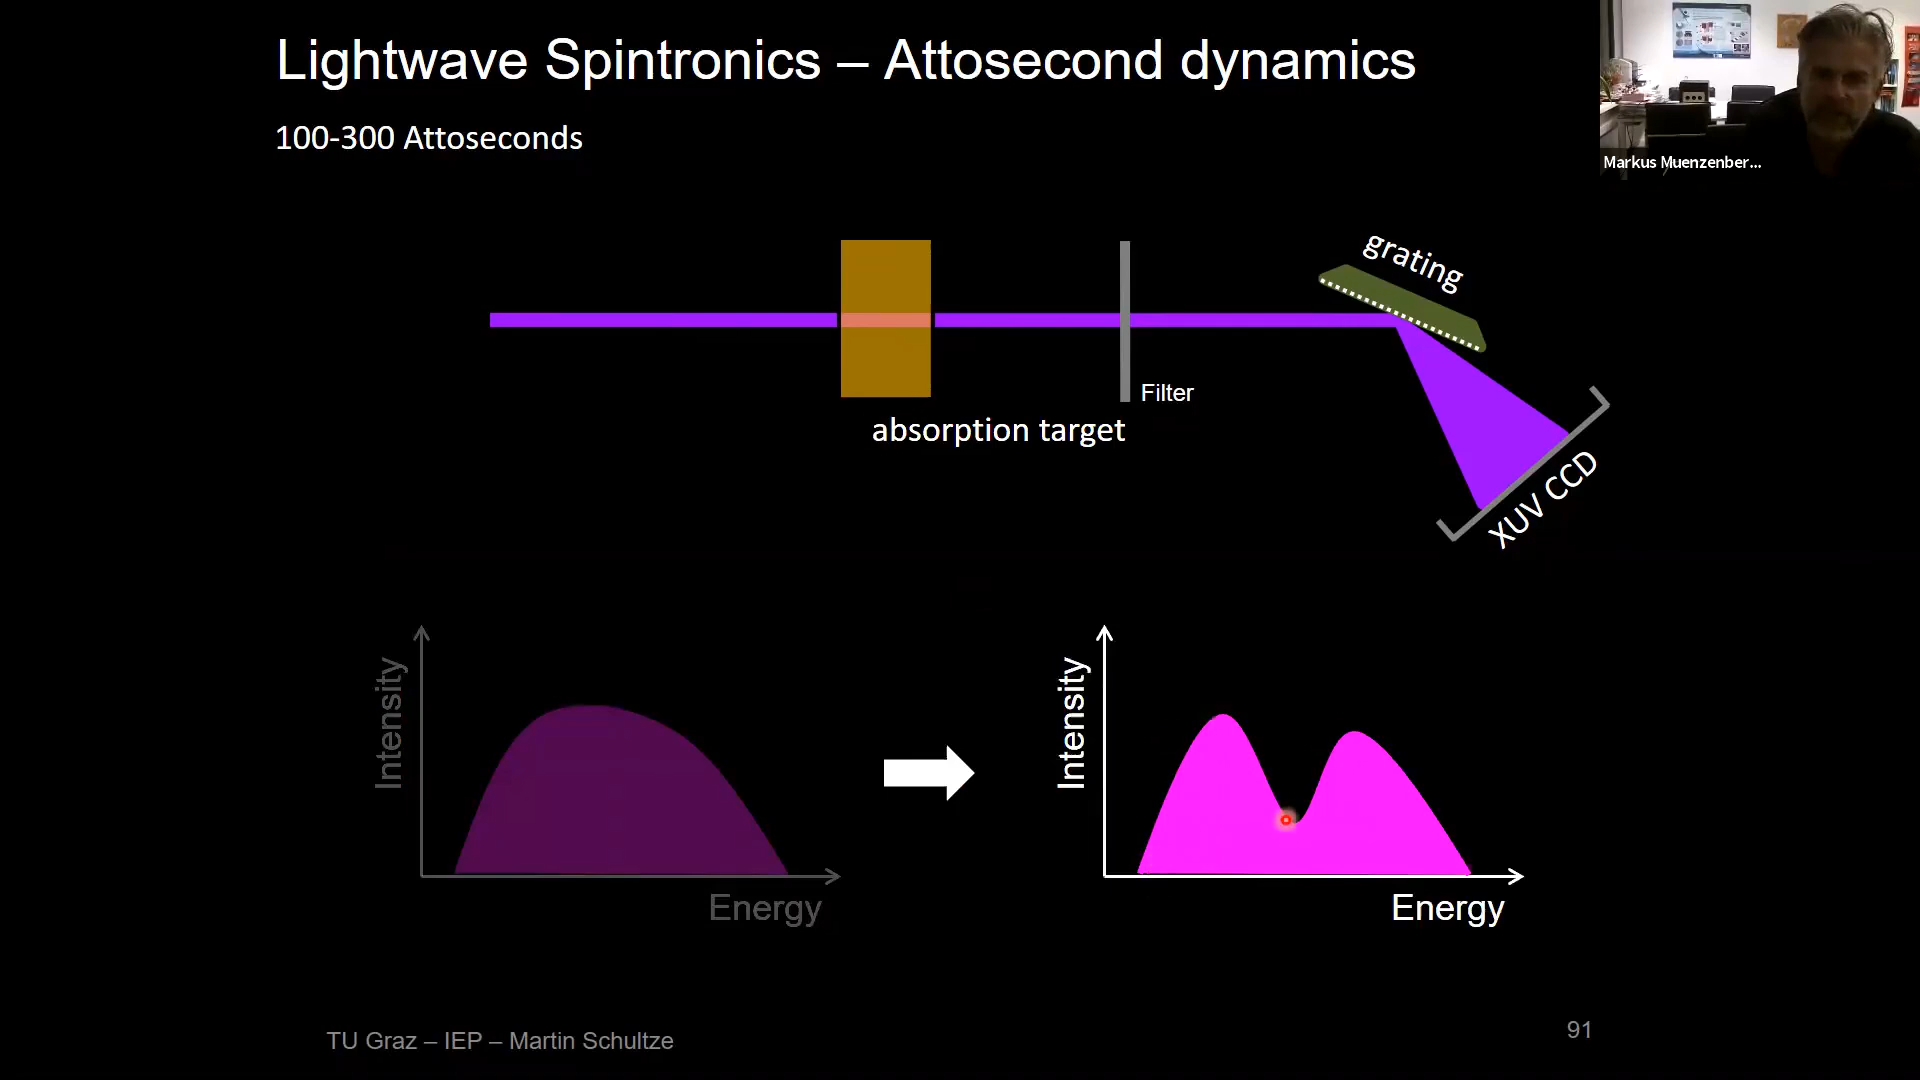 Lightwave Spintronics – Attosecond dynamics
100-300 Attoseconds
Markus Muenzenber...
grating
Filter
absorption target
XUV CCD
Intensity
Energy
Intensity
Energy
TU Graz – IEP – Martin Schultze
91